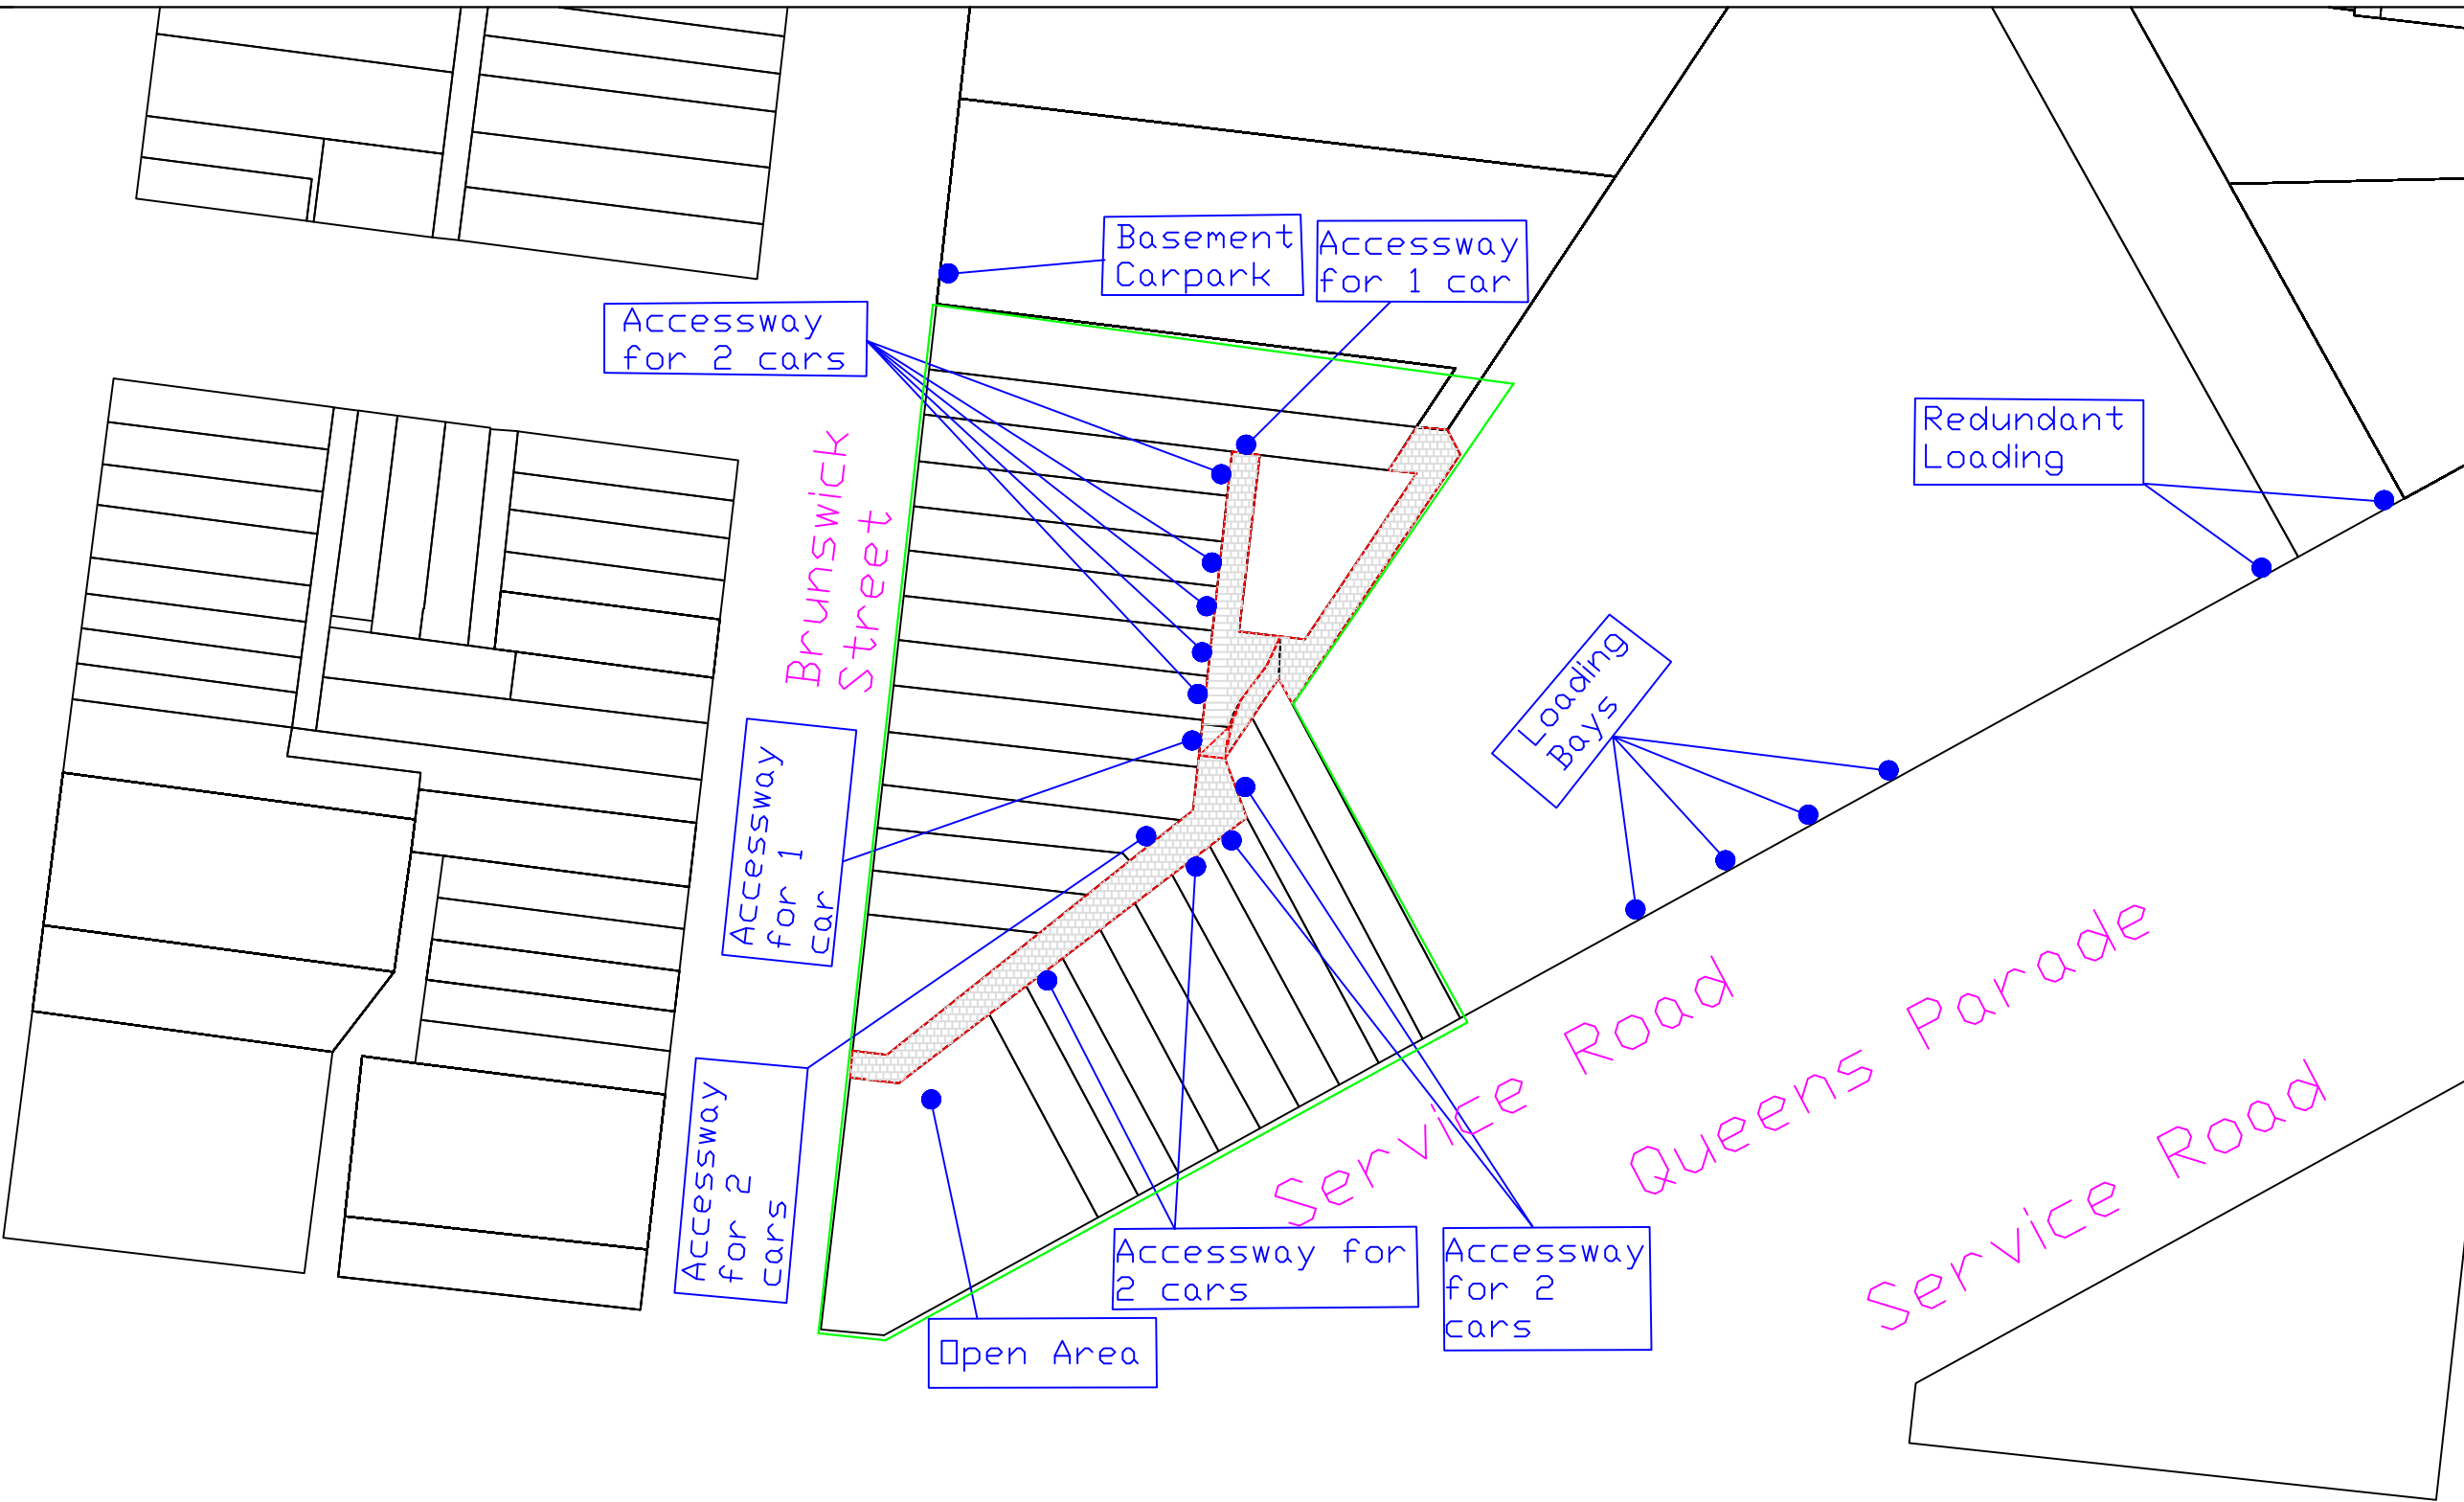 Basement
Carpark
Accessway
for 1 car
Accessway
for 2 cars
Redundant
Loading
Brunswick
Street
Loading
Bays
Accessway
for 1
car
Service Road
Queens Parade
Service Road
Accessway
for 2
cars
Accessway for
2 cars
Accessway
for 2
cars
Open Area